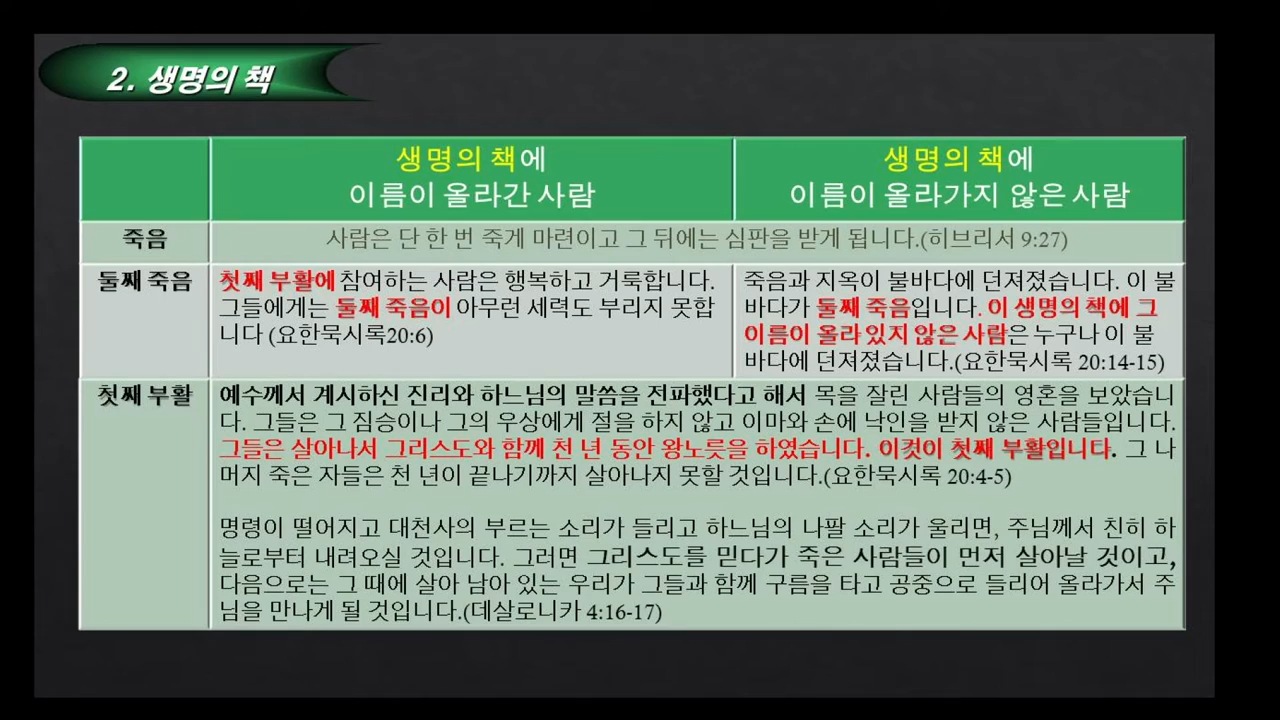 2. 생명의 책
생명의 책에
이름이 올라간 사람
생명의 책에
이름이 올라가지 않은 사람
죽음
사람은 단 한 번 죽게 마련이고 그 뒤에는 심판을 받게 됩니다.(히브리서 9:27)
둘째 죽음
첫째 부활에 참여하는 사람은 행복하고 거룩합니다.
그들에게는 둘째 죽음이 아무런 세력도 부리지 못합
니다 (요한묵시록20:6)
죽음과 지옥이 불바다에 던져졌습니다. 이 불
바다가 둘째 죽음입니다. 이 생명의 책에 그
이름이 올라 있지 않은 사람은 누구나 이 불
바다에 던져졌습니다.(요한묵시록 20:14-15)
첫째 부활
예수께서 계시하신 진리와 하느님의 말씀을 전파했다고 해서 목을 잘린 사람들의 영혼을 보았습니
다. 그들은 그 짐승이나 그의 우상에게 절을 하지 않고 이마와 손에 낙인을 받지 않은 사람들입니다.
그들은 살아나서 그리스도와 함께 천 년 동안 왕노릇을 하였습니다. 이것이 첫째 부활입니다. 그 나
머지 죽은 자들은 천 년이 끝나기까지 살아나지 못할 것입니다.(요한묵시록 20:4-5)
명령이 떨어지고 대천사의 부르는 소리가 들리고 하느님의 나팔 소리가 울리면, 주님께서 친히 하
늘로부터 내려오실 것입니다. 그러면 그리스도를 믿다가 죽은 사람들이 먼저 살아날 것이고,
다음으로는 그 때에 살아 남아 있는 우리가 그들과 함께 구름을 타고 공중으로 들리어 올라가서 주
님을 만나게 될 것입니다.(데살로니카 4:16-17)